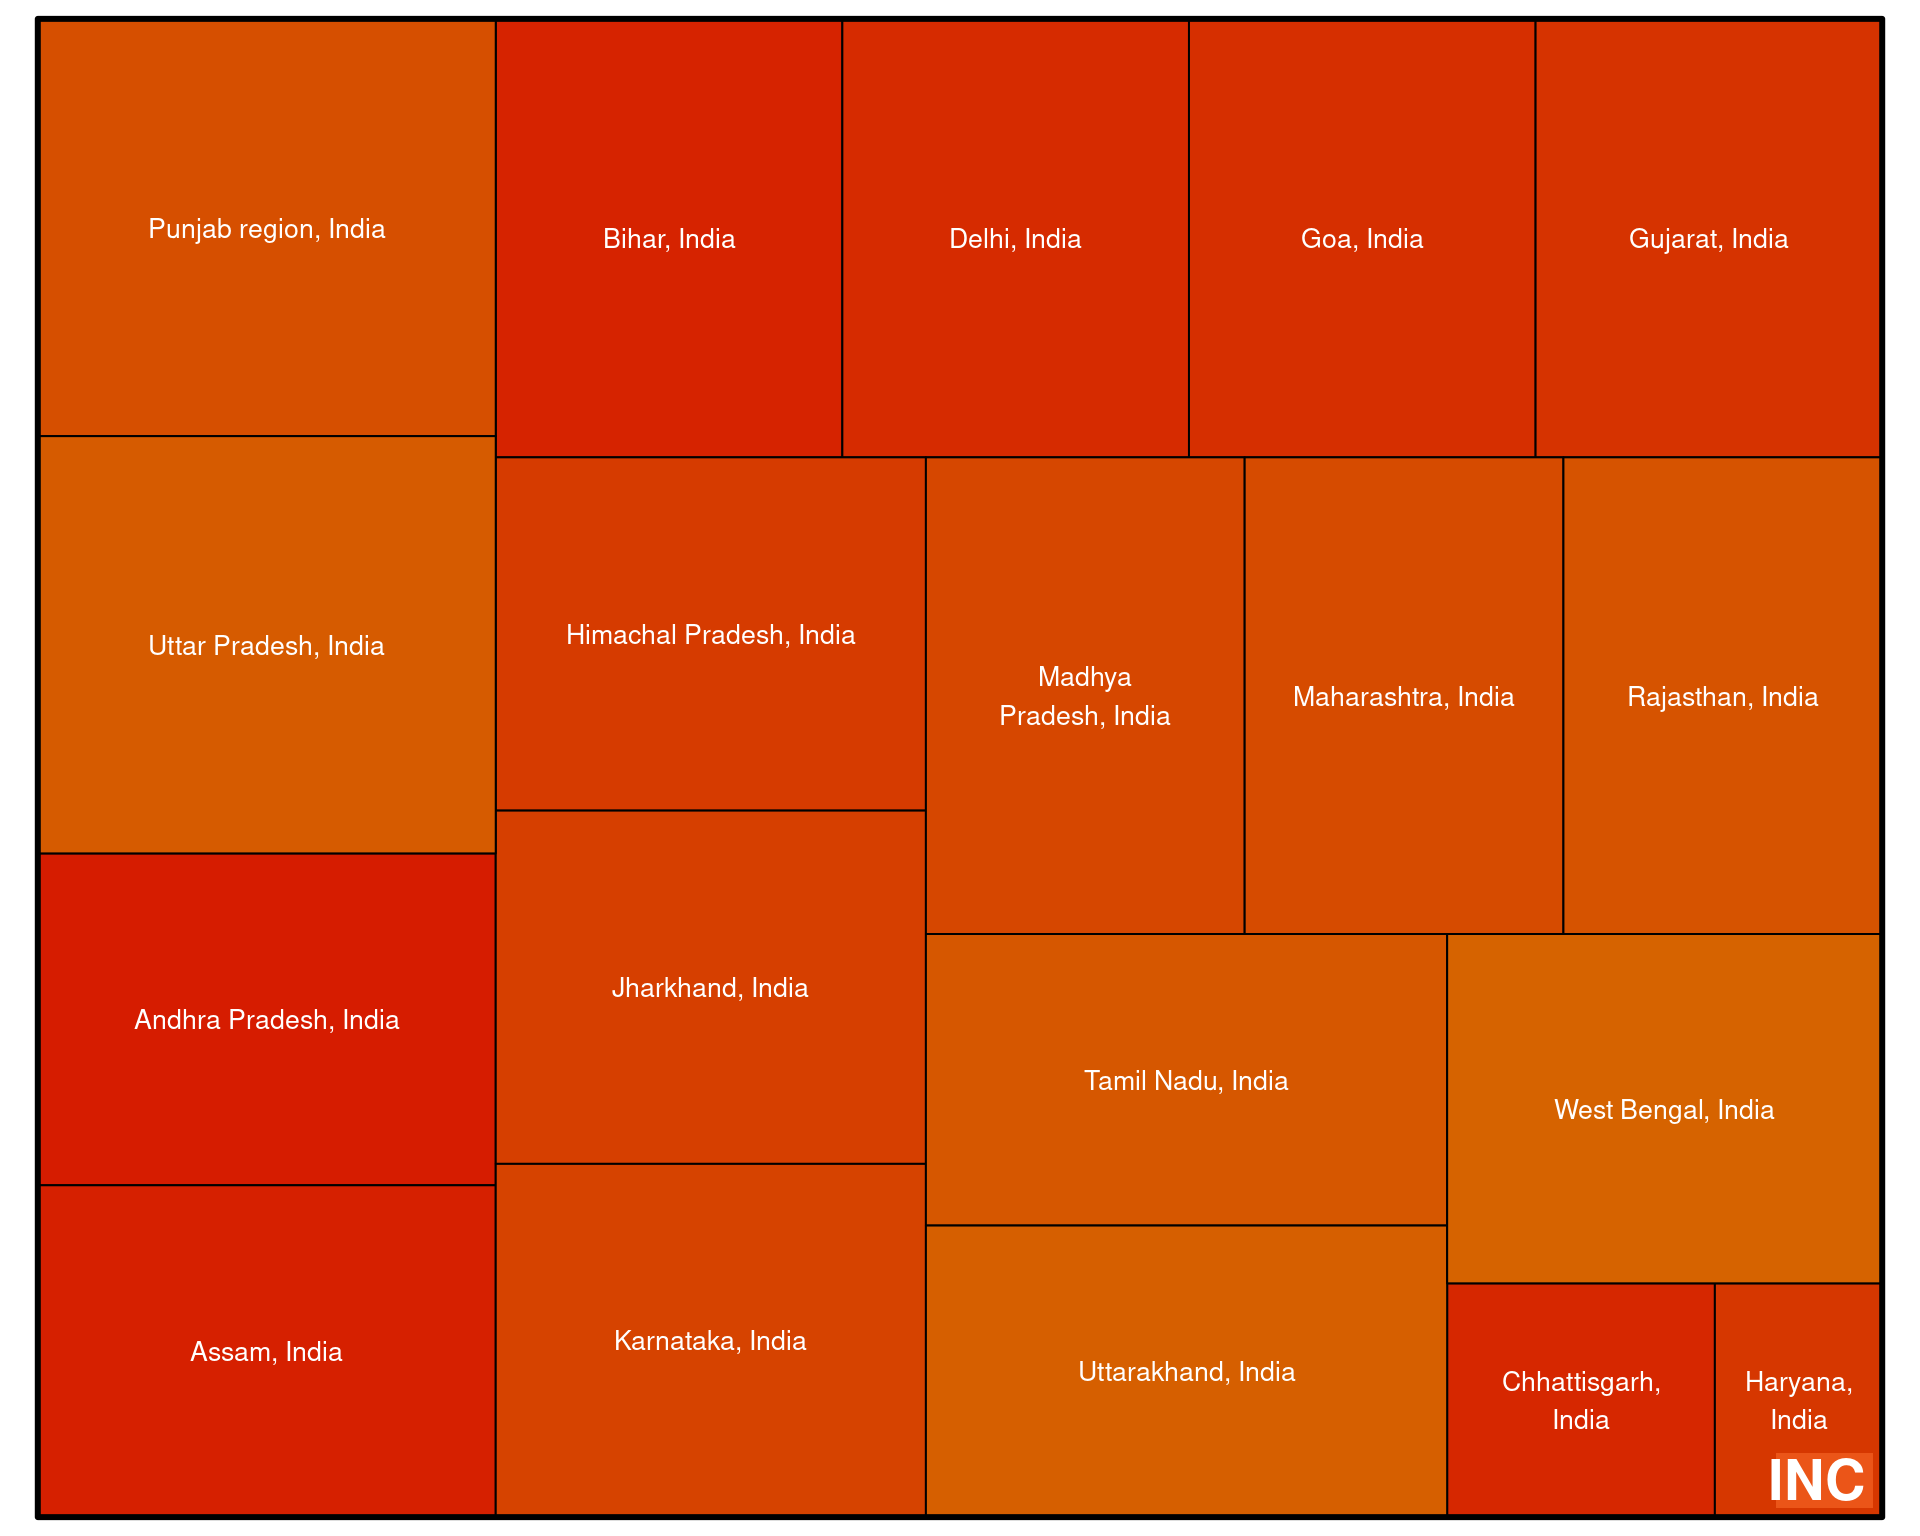 Punjab region, India
Bihar, India
Delhi, India
Goa, India
Gujarat, India
Uttar Pradesh, India
Himachal Pradesh, India
Madhya
Pradesh, India
Maharashtra, India
Rajasthan, India
Andhra Pradesh, India
Jharkhand, India
Tamil Nadu, India
West Bengal, India
Assam, India
Karnataka, India
Uttarakhand, India
Chhattisgarh,
India
Haryana,
India
INC